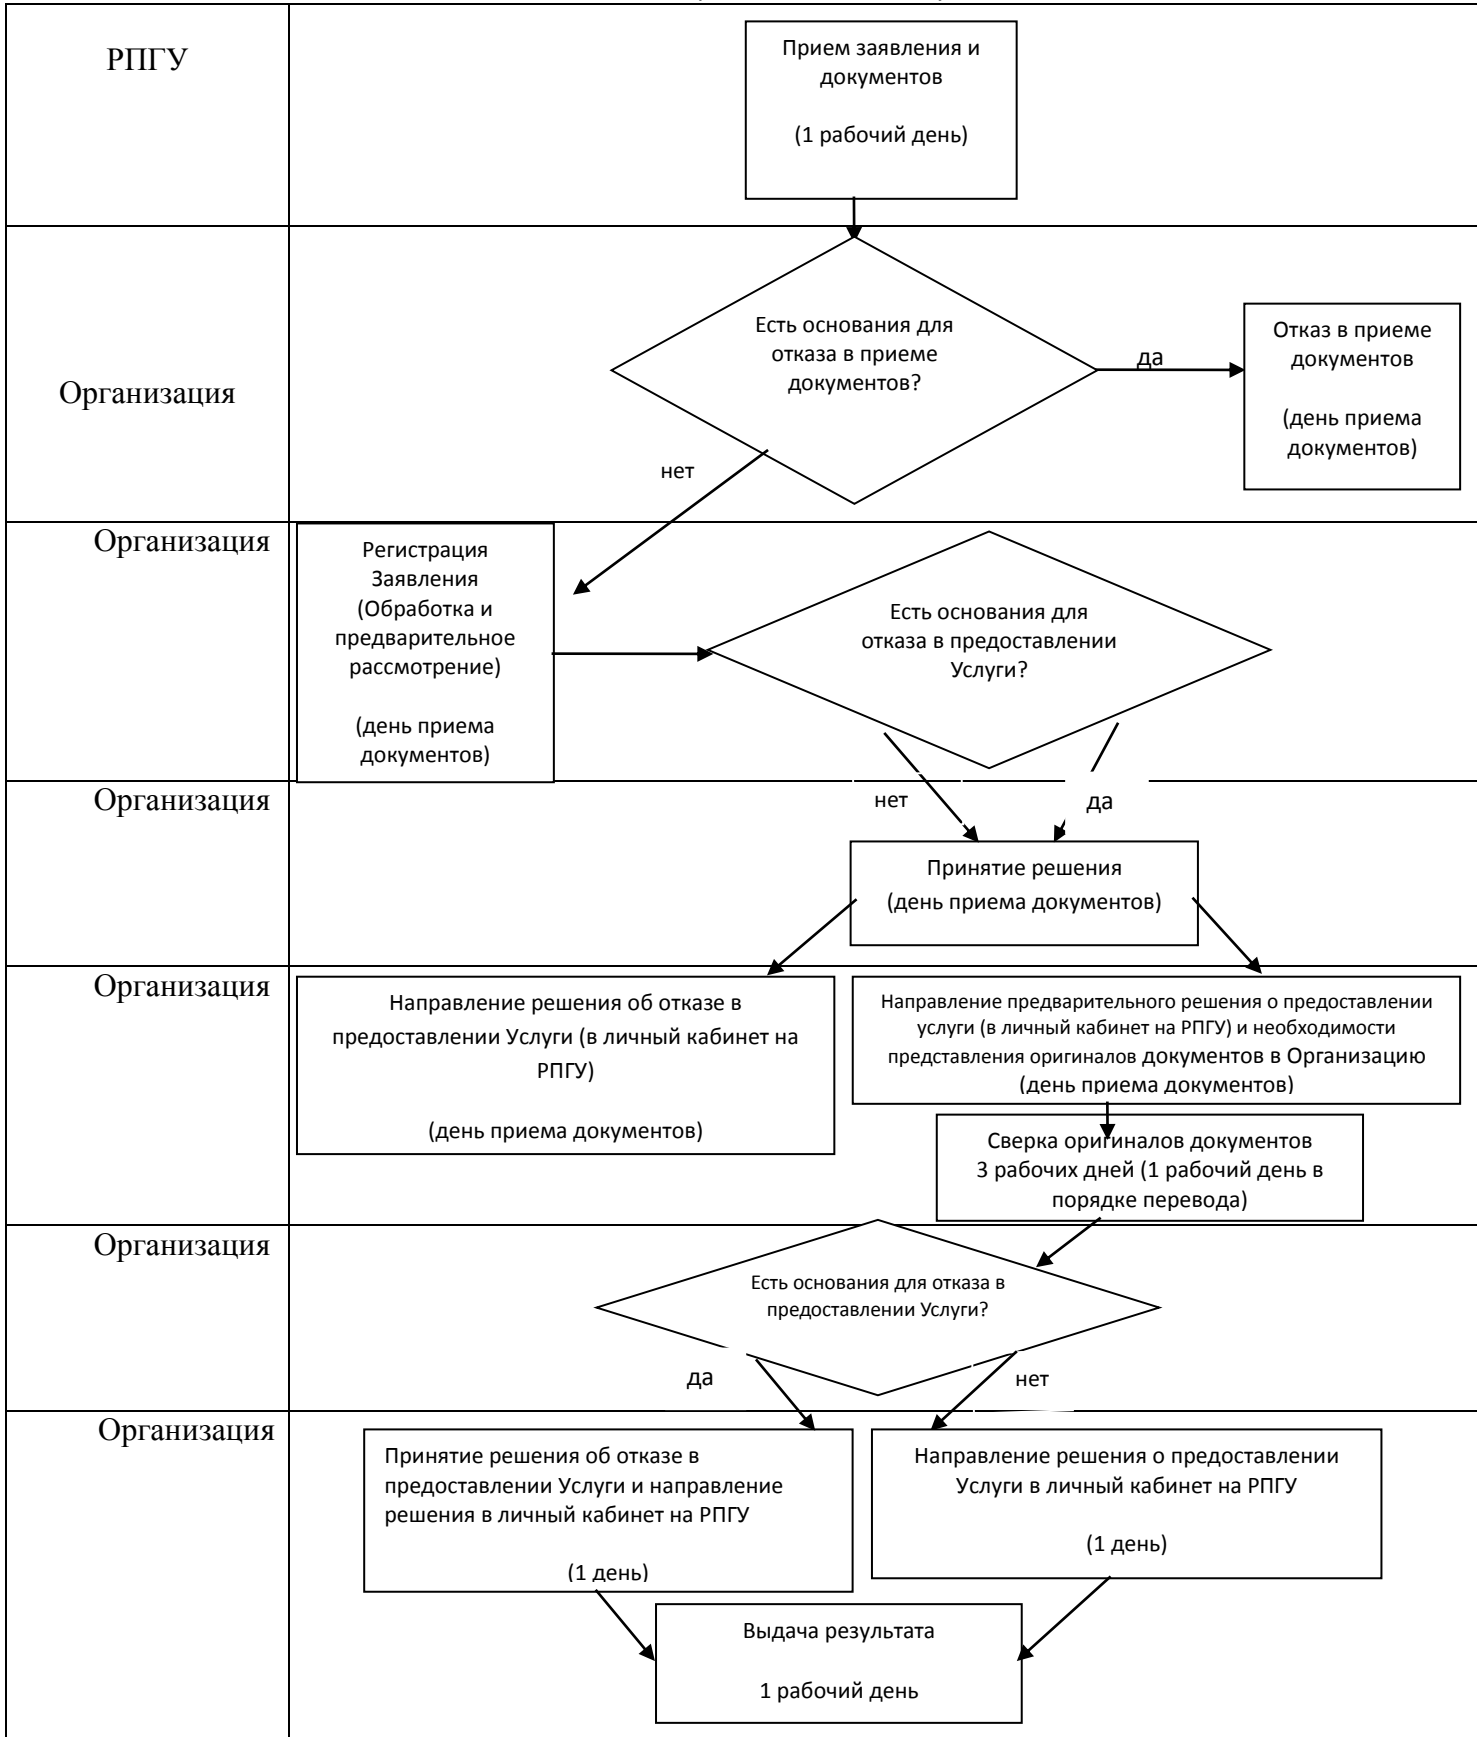 РПГУ
Прием заявления и
документов
(1 рабочий день)
Организация
Есть основания для
отказа в приеме
документов?
да
Отказ в приеме
документов
(день приема
документов)
нет
Организация
Регистрация
Заявления
(Обработка и
предварительное
рассмотрение)
(день приема
документов)
Есть основания для
отказа в предоставлении
Услуги?
Организация
нет
да
Принятие решения
(день приема документов)
Организация
Направление решения об отказе в
предоставлении Услуги (в личный кабинет на
РПГУ)
(день приема документов)
Направление предварительного решения о предоставлении
услуги (в личный кабинет на РПГУ) и необходимости
представления оригиналов документов в Организацию
(день приема документов)
Сверка оригиналов документов
3 рабочих дней (1 рабочий день в
порядке перевода)
Организация
Есть основания для отказа в
предоставлении Услуги?
да
нет
Организация
Принятие решения об отказе в
предоставлении Услуги и направление
решения в личный кабинет на РПГУ
(1 день)
Направление решения о предоставлении
Услуги в личный кабинет на РПГУ
(1 день)
Выдача результата
1 рабочий день